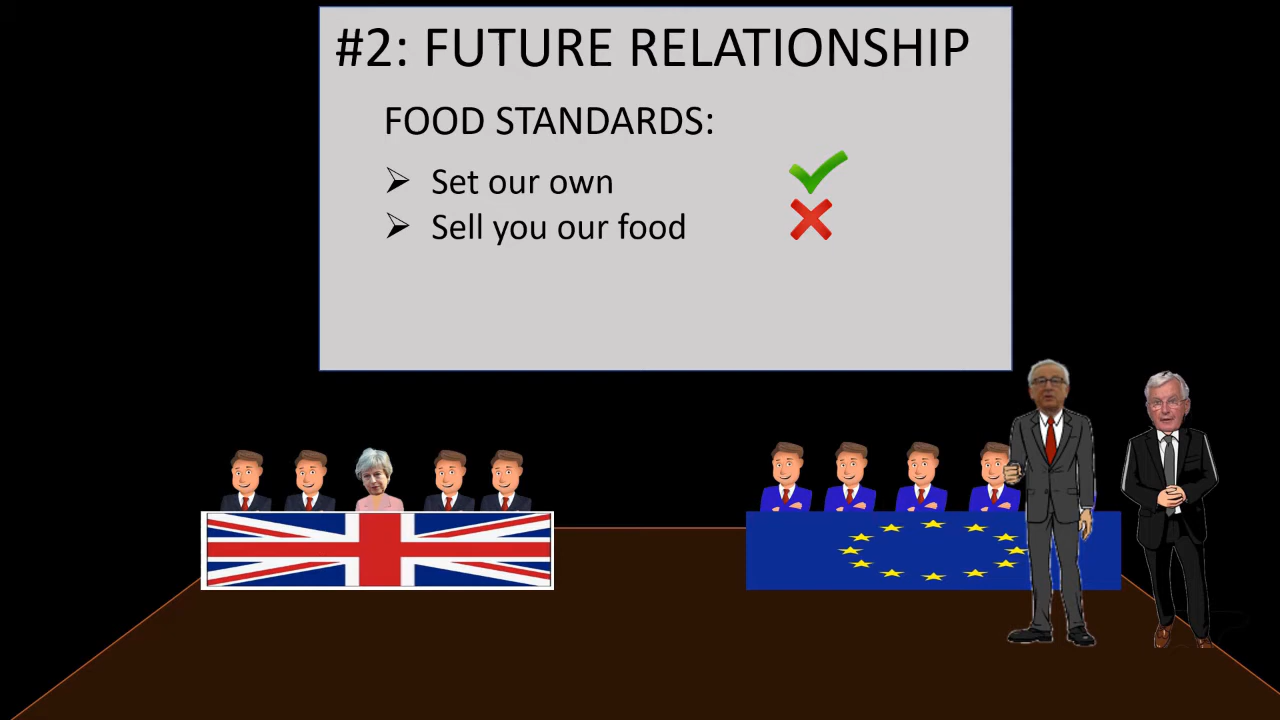 #2: FUTURE RELATIONSHIP
FOOD STANDARDS:
Set our own
Sell you our food